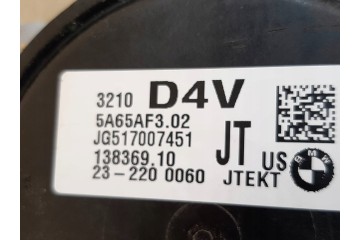 3210 D4V
5A65AF3.02
JG517007451
138369.10
23-220 0060
JT US
JTEKT
BMW